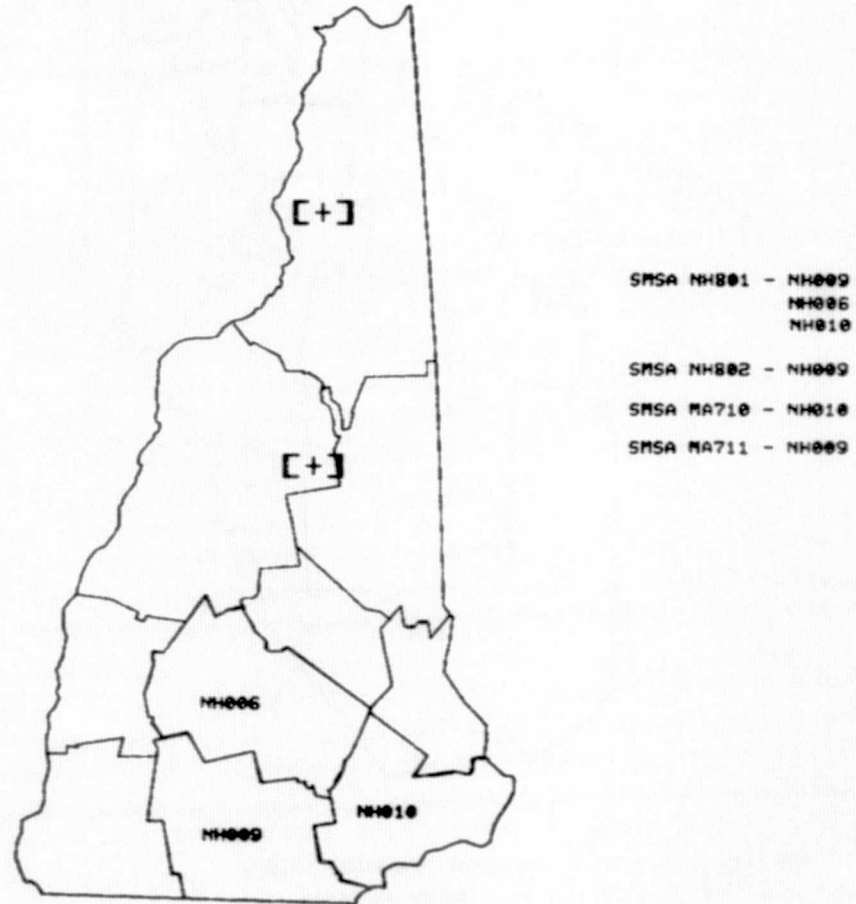 [+]
SMSA NH801 - NH009
NH006
NH010
SMSA NH802 - NH009
SMSA MA710 - NH010
SMSA MA711 - NH009
[+]
NH006
NH010
NH009